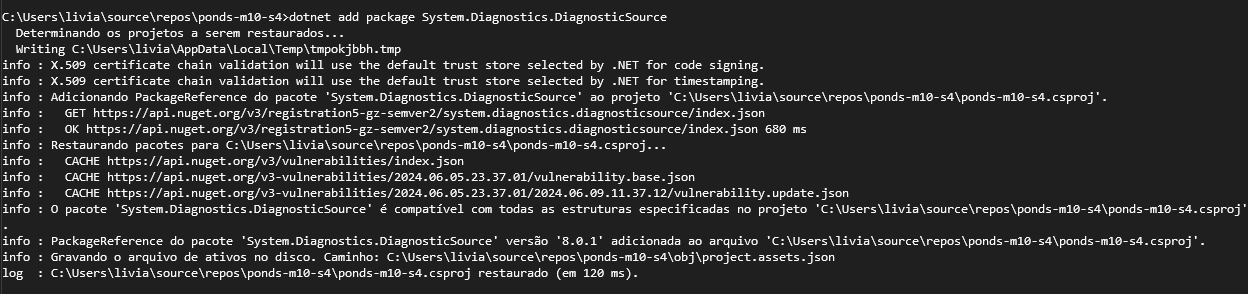 C:\Users\livia\source\repos\ponds-m10-s4>dotnet add package System.Diagnostics.DiagnosticSource
  Determinando os projetos a serem restaurados...
  Writing C:\Users\livia\AppData\Local\Temp\tmpokjbbh.tmp
info : X.509 certificate chain validation will use the default trust store selected by .NET for code signing.
info : X.509 certificate chain validation will use the default trust store selected by .NET for timestamping.
info : Adicionando PackageReference do pacote 'System.Diagnostics.DiagnosticSource' ao projeto 'C:\Users\livia\source\repos\ponds-m10-s4\ponds-m10-s4.csproj'.
info :   GET https://api.nuget.org/v3/registration5-gz-semver2/system.diagnostics.diagnosticsource/index.json
info :   OK https://api.nuget.org/v3/registration5-gz-semver2/system.diagnostics.diagnosticsource/index.json 680 ms
info : Restaurando pacotes para C:\Users\livia\source\repos\ponds-m10-s4\ponds-m10-s4.csproj...
info :   CACHE https://api.nuget.org/v3/vulnerabilities/index.json
info :   CACHE https://api.nuget.org/v3-vulnerabilities/2024.06.05.23.37.01/vulnerability.base.json
info :   CACHE https://api.nuget.org/v3-vulnerabilities/2024.06.05.23.37.01/2024.06.09.11.37.12/vulnerability.update.json
info : O pacote 'System.Diagnostics.DiagnosticSource' é compatível com todas as estruturas especificadas no projeto 'C:\Users\livia\source\repos\ponds-m10-s4\ponds-m10-s4.csproj'
.
info : PackageReference do pacote 'System.Diagnostics.DiagnosticSource' versão '8.0.1' adicionada ao arquivo 'C:\Users\livia\source\repos\ponds-m10-s4\ponds-m10-s4.csproj'.
info : Gravando o arquivo de ativos no disco. Caminho: C:\Users\livia\source\repos\ponds-m10-s4\obj\project.assets.json
log  : C:\Users\livia\source\repos\ponds-m10-s4\ponds-m10-s4.csproj restaurado (em 120 ms).